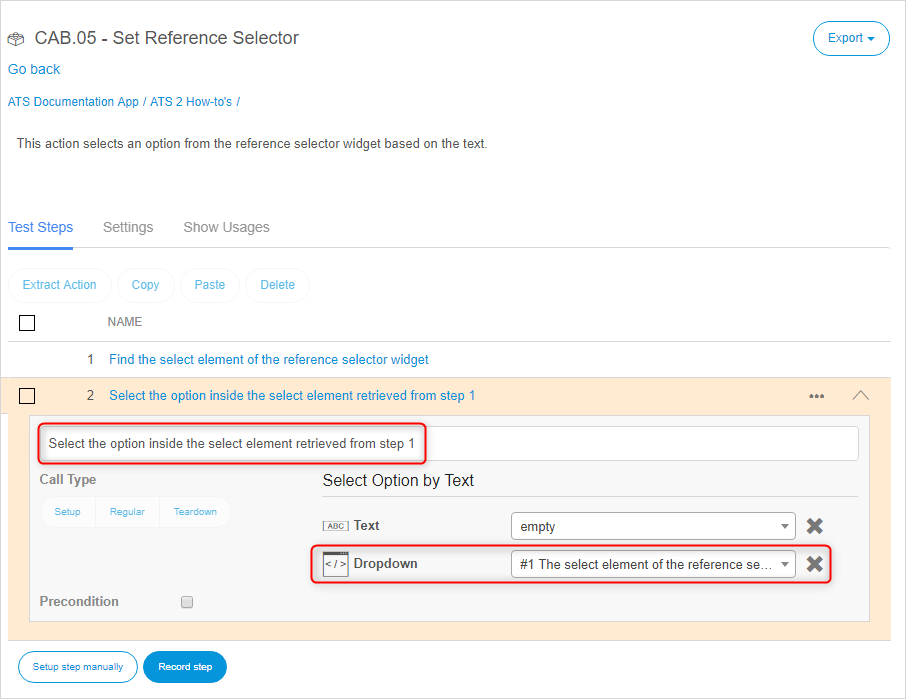 CAB.05 - Set Reference Selector
Export
Go back
ATS Documentation App / ATS 2 How-to's /
This action selects an option from the reference selector widget based on the text.
Test Steps Settings Show Usages
Extract Action Copy Paste Delete
NAME
1 Find the select element of the reference selector widget
2 Select the option inside the select element retrieved from step 1 •••
Select the option inside the select element retrieved from step 1
Call Type
Select Option by Text
Setup Regular Teardown
ABC Text empty
</> Dropdown #1 The select element of the reference se...
Precondition
Setup step manually Record step